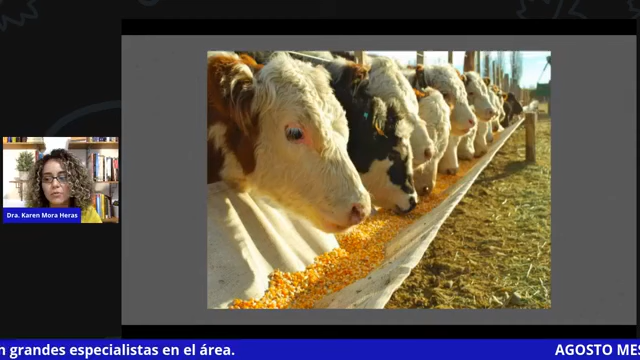 Dra. Karen Mora Heras
n grandes especialistas en el área.
AGOSTO MES